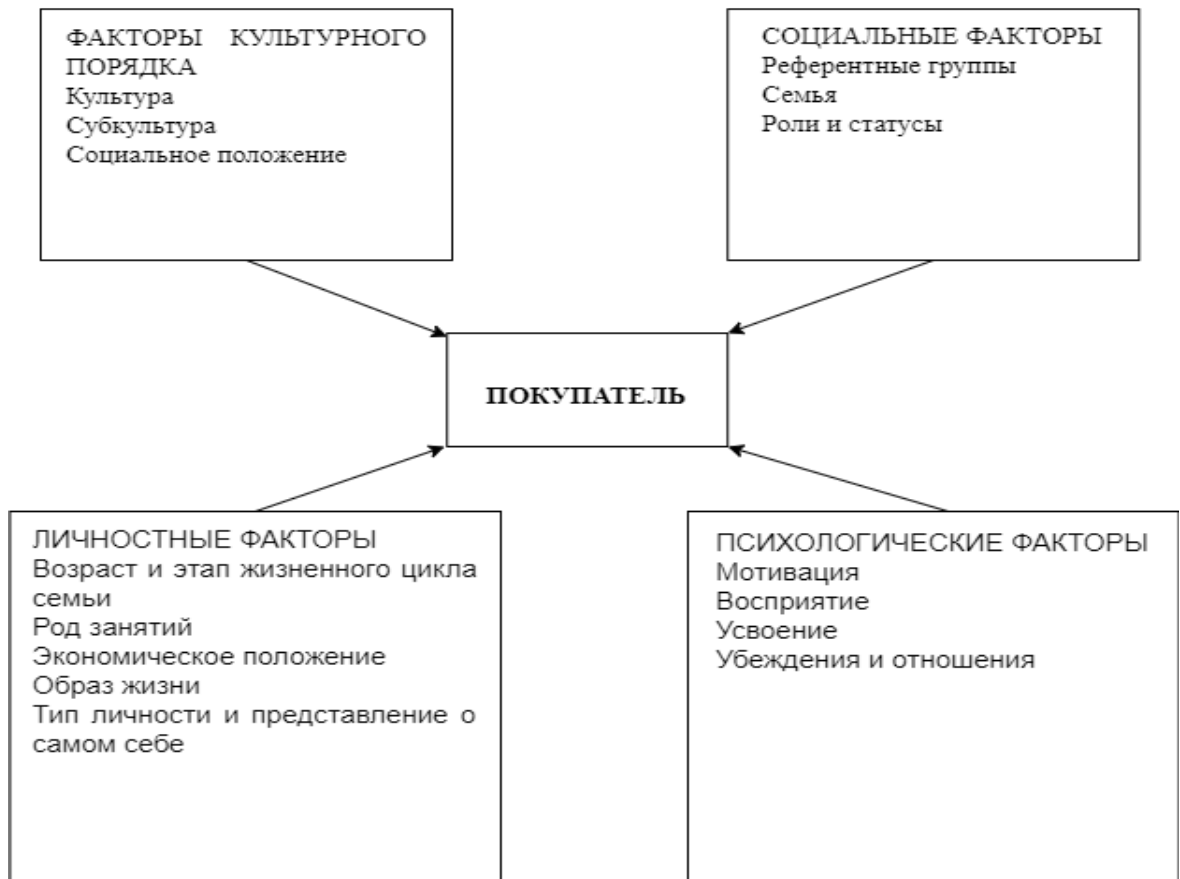 ФАКТОРЫ КУЛЬТУРНОГО
ПОРЯДКА
Культура
Субкультура
Социальное положение
СОЦИАЛЬНЫЕ ФАКТОРЫ
Референтные группы
Семья
Роли и статусы
ПОКУПАТЕЛЬ
ЛИЧНОСТНЫЕ ФАКТОРЫ
Возраст и этап жизненного цикла
семьи
Род занятий
Экономическое положение
Образ жизни
Тип личности и представление о
самом себе
ПСИХОЛОГИЧЕСКИЕ ФАКТОРЫ
Мотивация
Восприятие
Усвоение
Убеждения и отношения